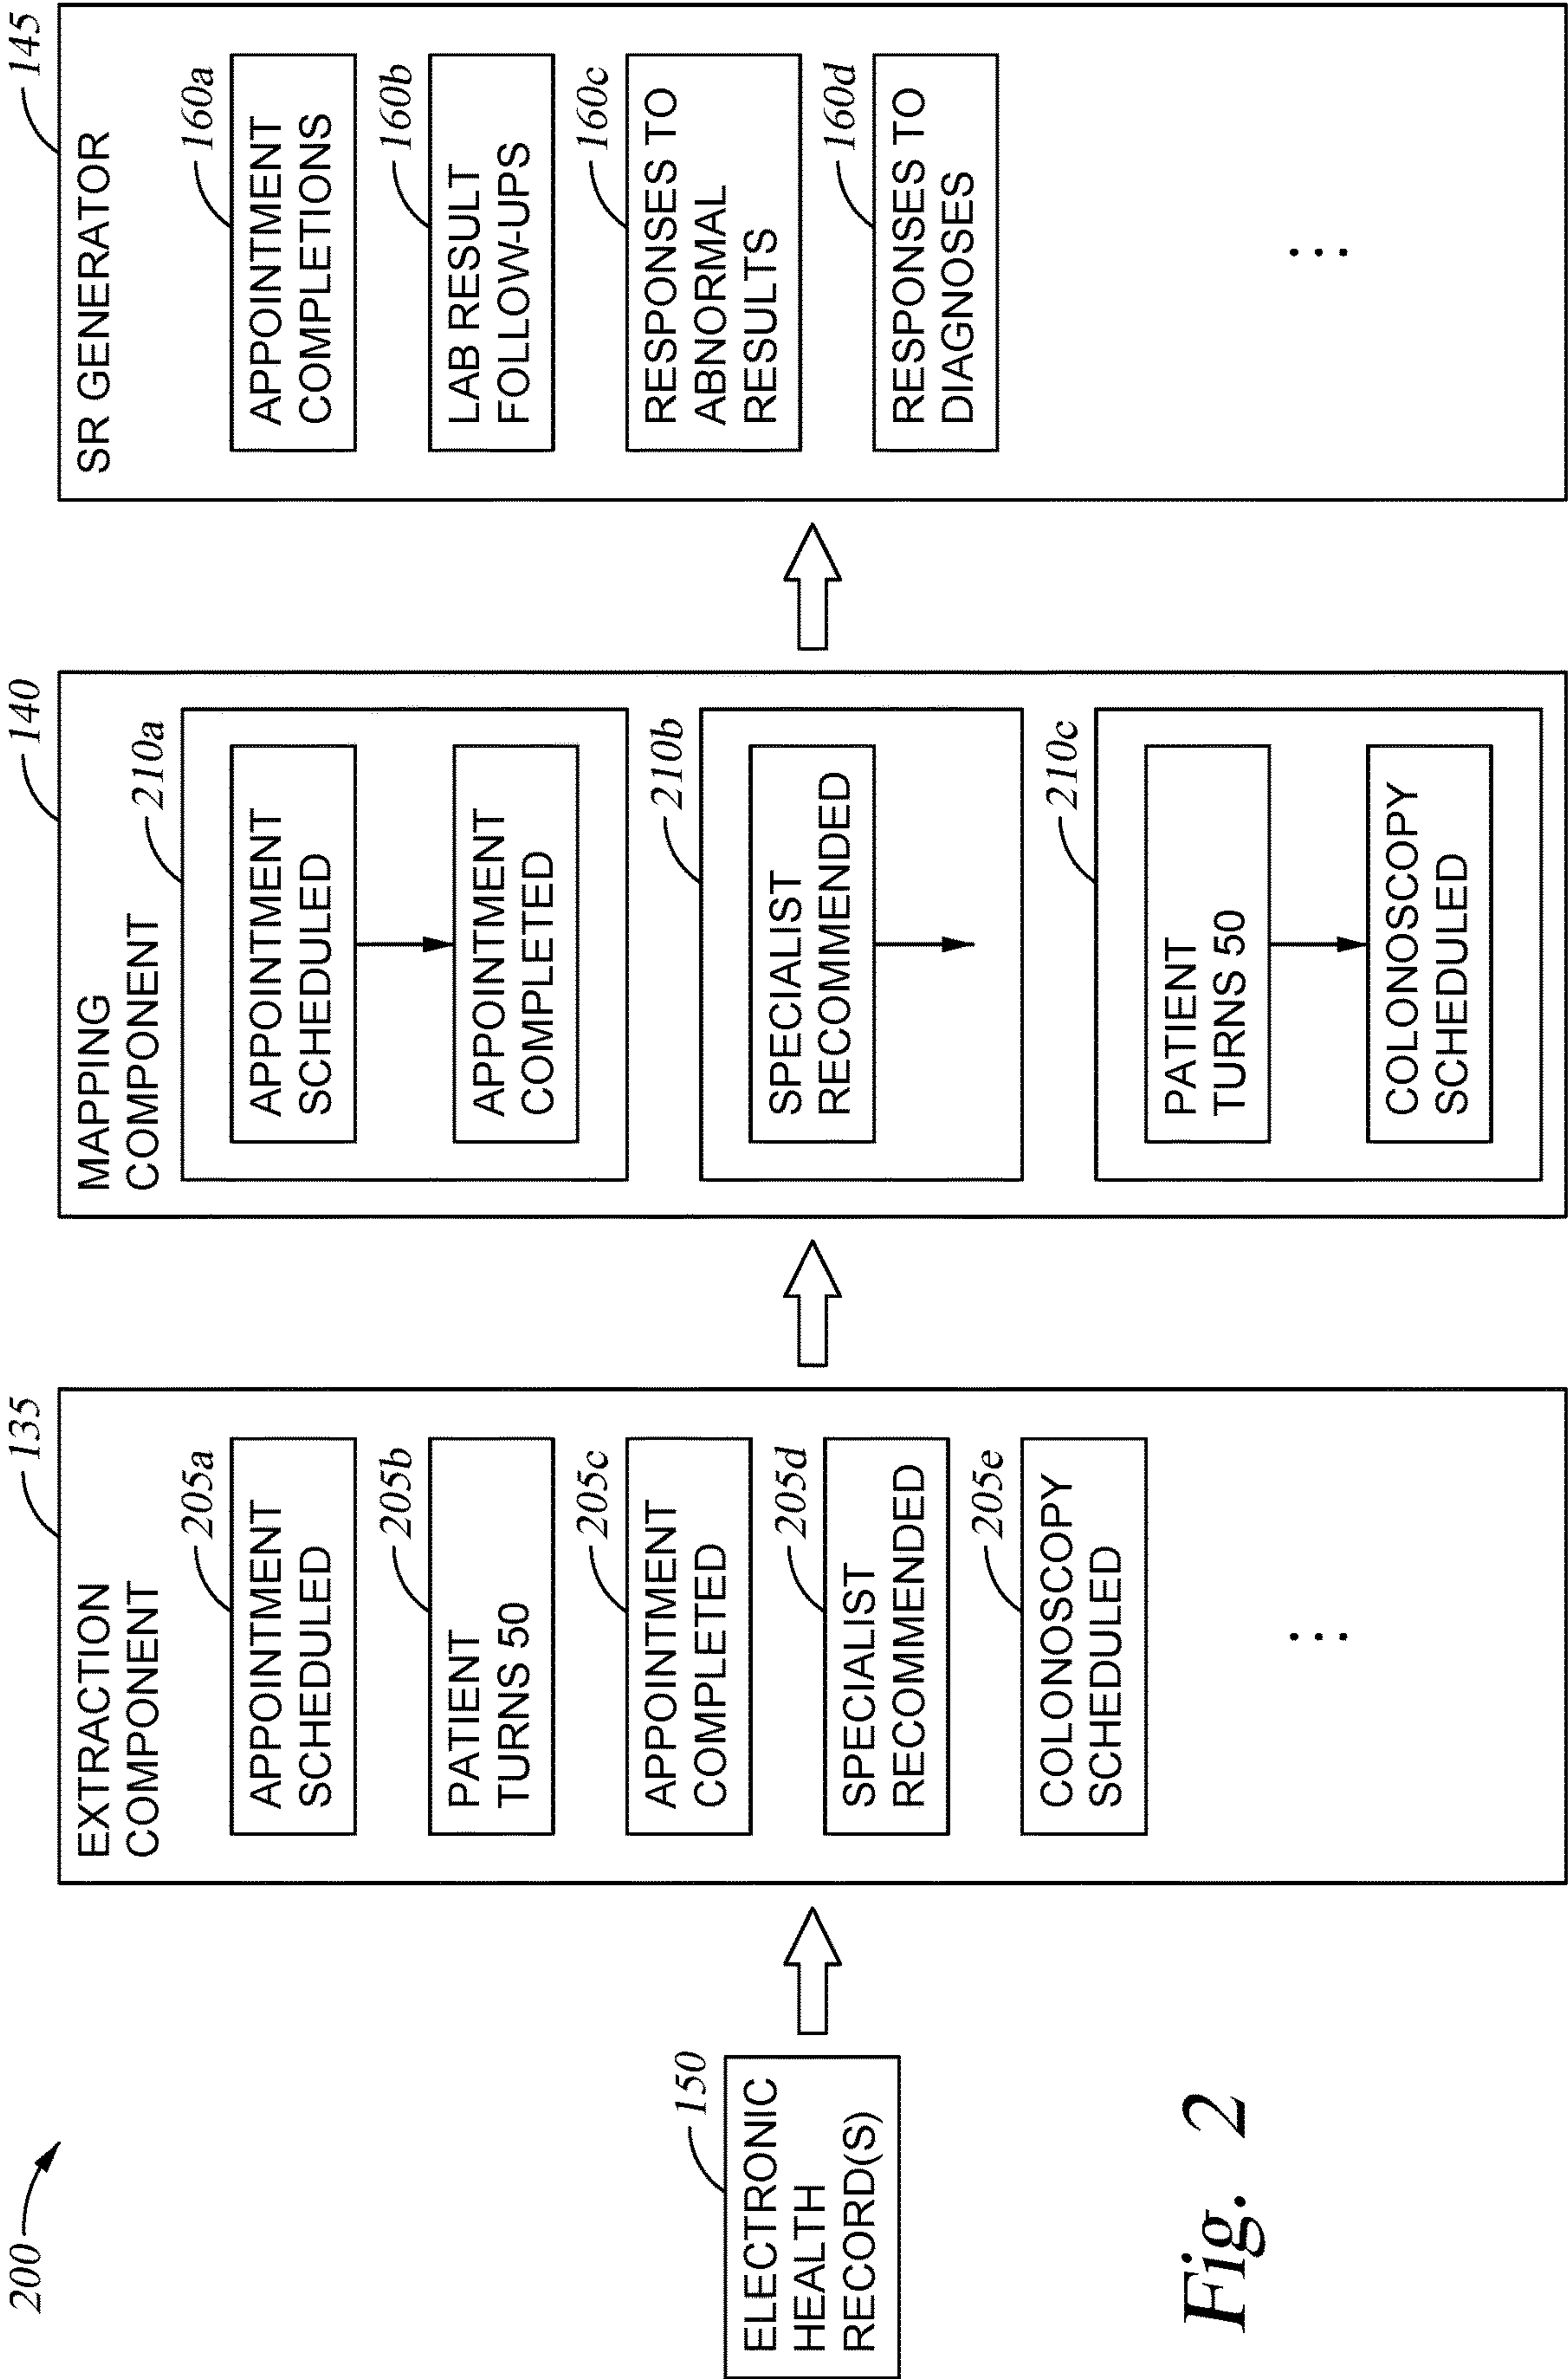 200
150
ELECTRONIC
HEALTH
RECORD(S)
135
EXTRACTION
COMPONENT
205a
APPOINTMENT
SCHEDULED
205b
PATIENT
TURNS 50
205c
APPOINTMENT
COMPLETED
205d
SPECIALIST
RECOMMENDED
205e
COLONOSCOPY
SCHEDULED
⋮
140
MAPPING
COMPONENT
210a
APPOINTMENT
SCHEDULED
APPOINTMENT
COMPLETED
210b
SPECIALIST
RECOMMENDED
210c
PATIENT
TURNS 50
COLONOSCOPY
SCHEDULED
145
SR GENERATOR
160a
APPOINTMENT
COMPLETIONS
160b
LAB RESULT
FOLLOW-UPS
160c
RESPONSES TO
ABNORMAL
RESULTS
160d
RESPONSES TO
DIAGNOSES
⋮
Fig. 2